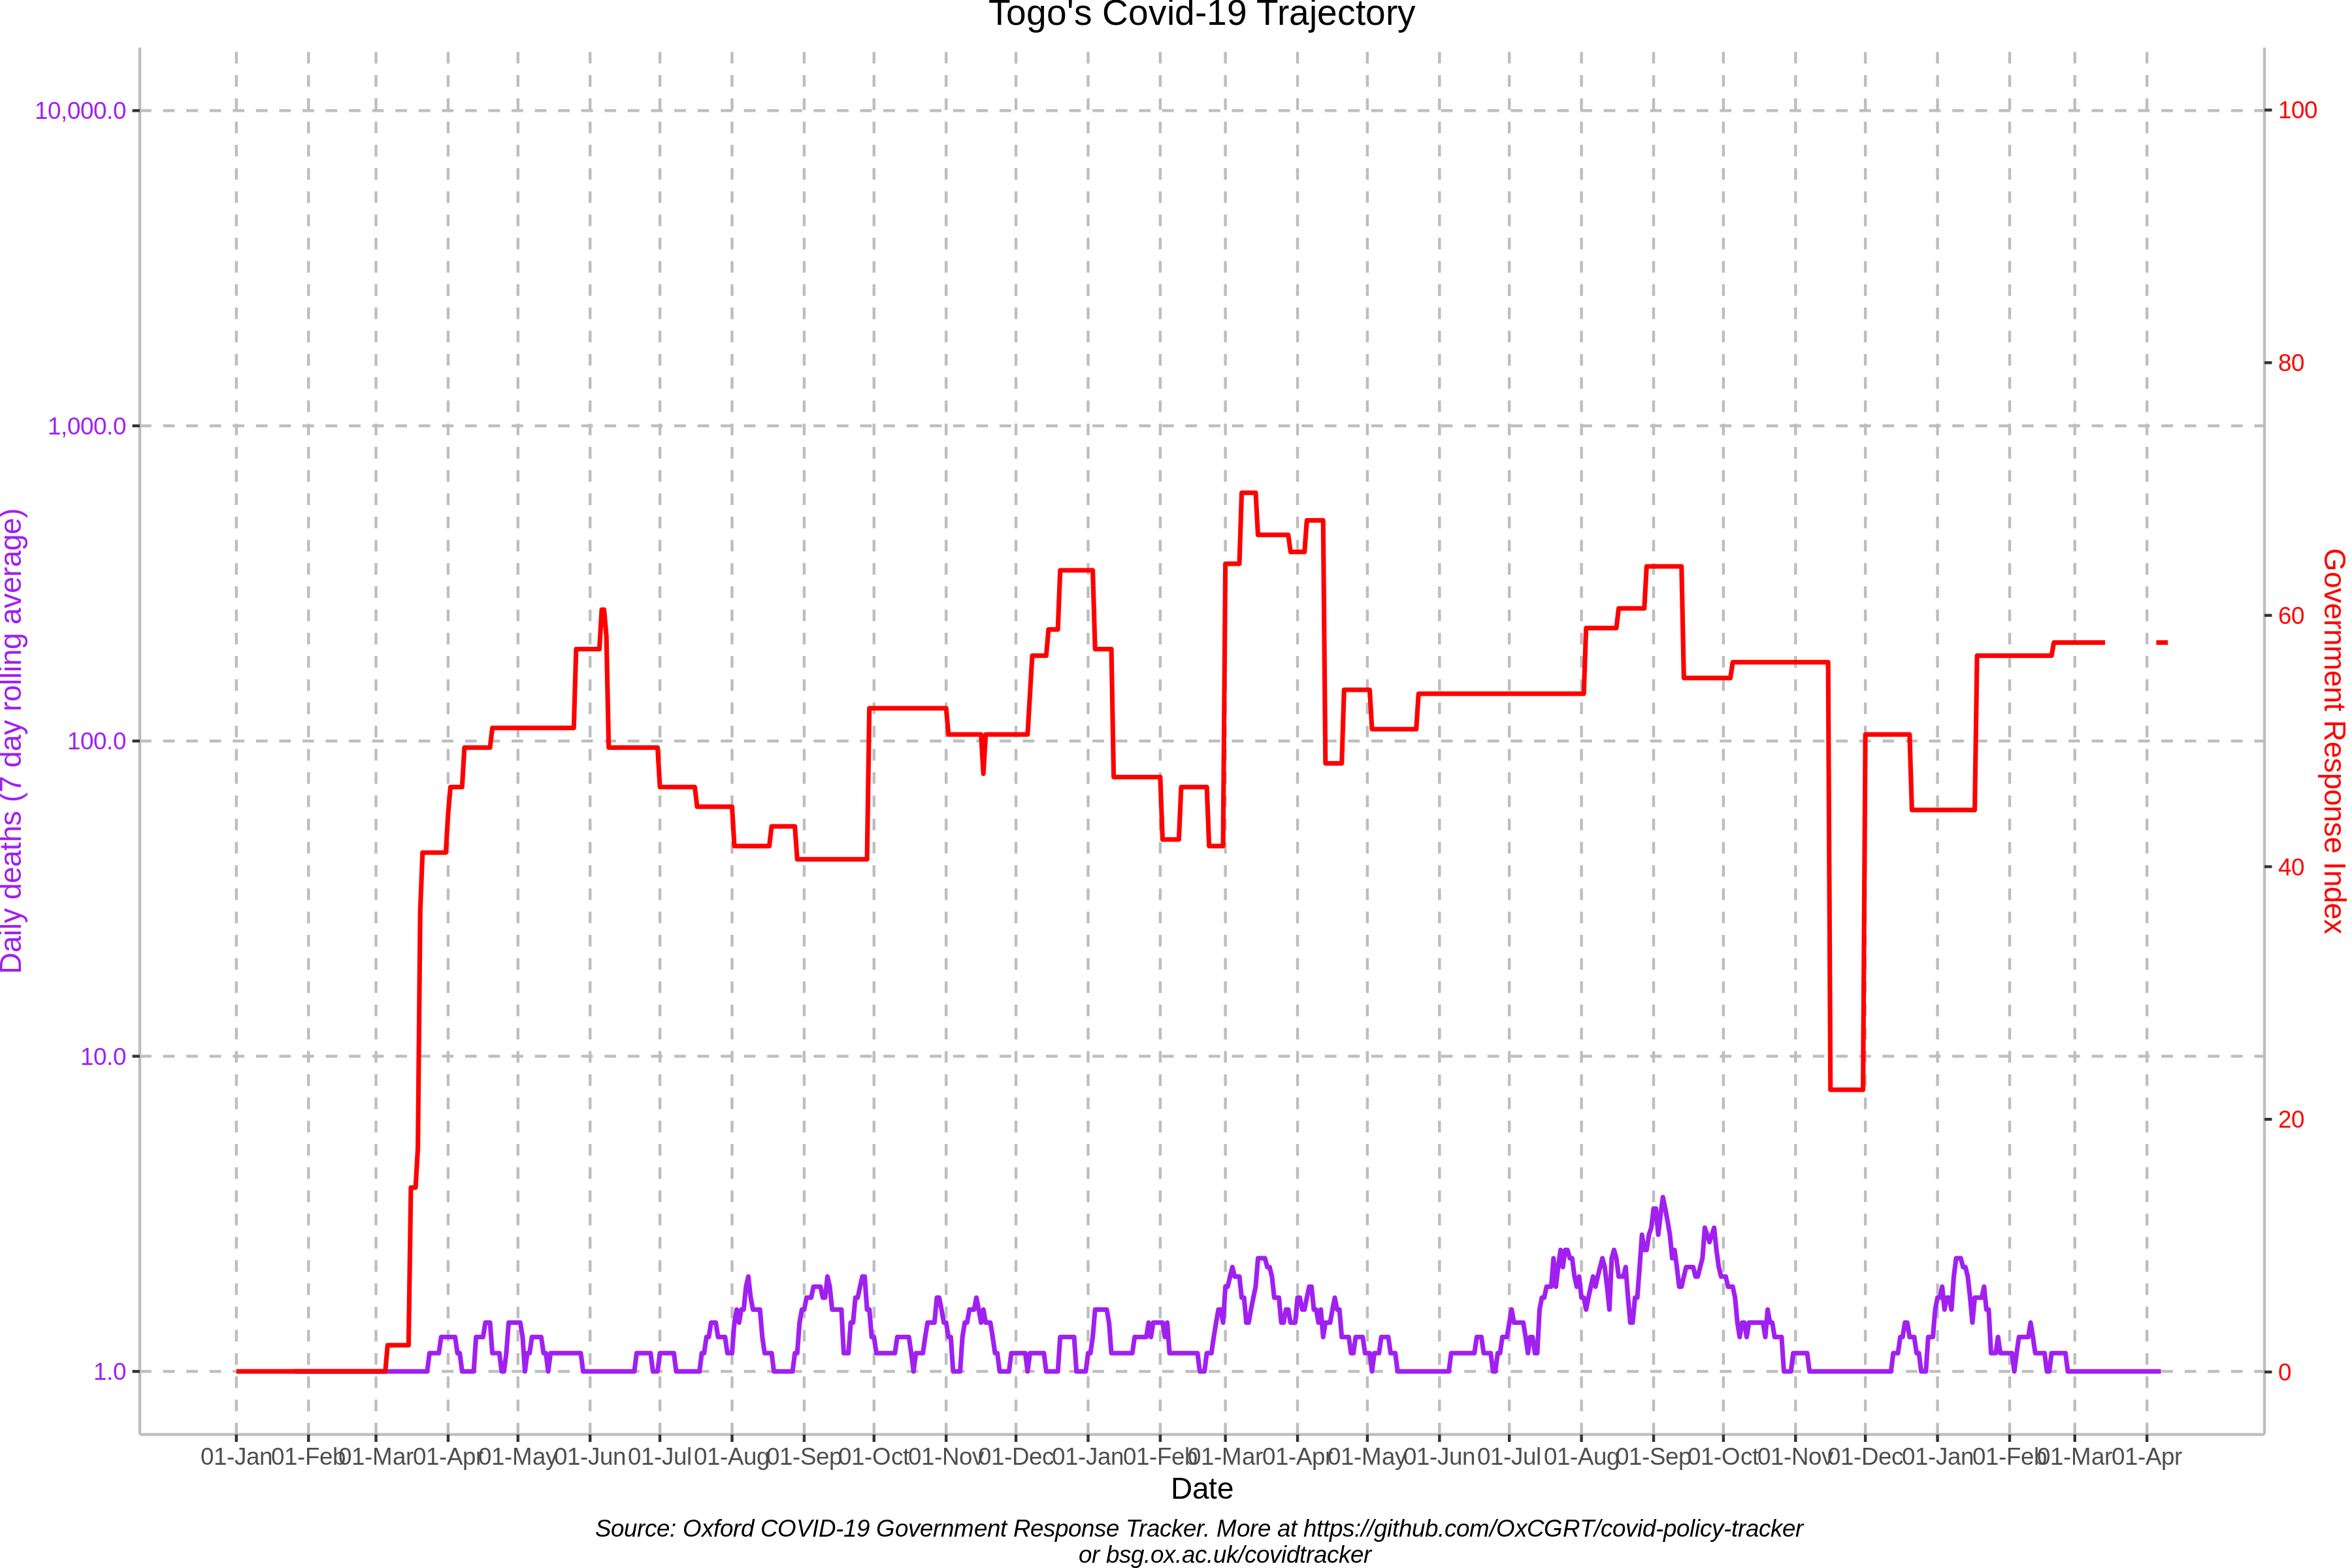 Togo's Covid-19 Trajectory
10,000.0
1,000.0
100.0
10.0
1.0
Daily deaths (7 day rolling average)
100
80
60
40
20
0
Government Response Index
01-Jan 01-Feb 01-Mar 01-Apr 01-May 01-Jun 01-Jul 01-Aug 01-Sep 01-Oct 01-Nov 01-Dec 01-Jan 01-Feb 01-Mar 01-Apr 01-May 01-Jun 01-Jul 01-Aug 01-Sep 01-Oct 01-Nov 01-Dec 01-Jan 01-Feb 01-Mar 01-Apr
Date
Source: Oxford COVID-19 Government Response Tracker. More at https://github.com/OxCGRT/covid-policy-tracker
or bsg.ox.ac.uk/covidtracker